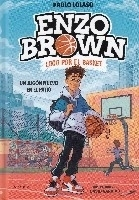 PABLO LOLASO
ENZO
BROWN
LOCO POR EL BASKET
UN JUGÓN NUEVO
EN EL PATIO